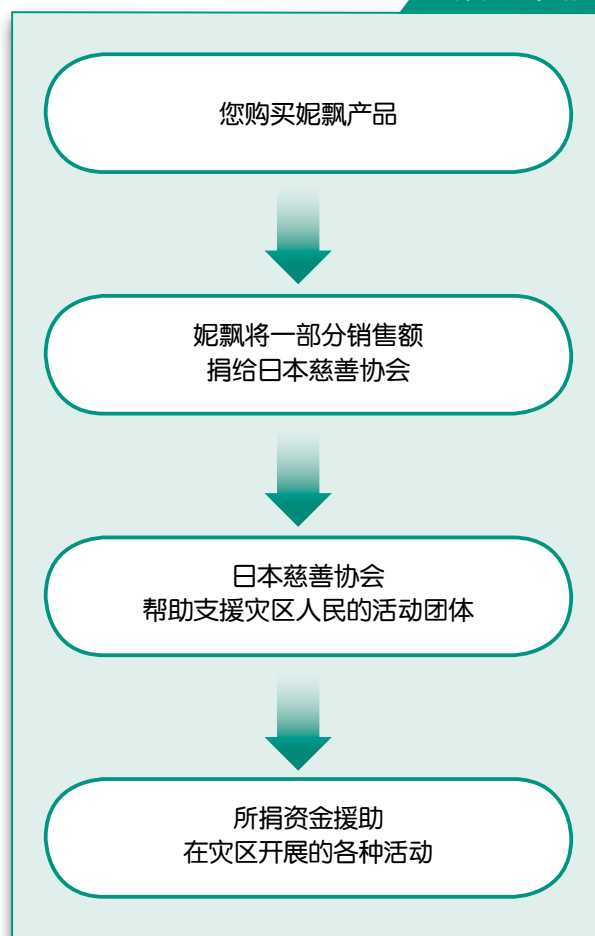 您购买妮飘产品
妮飘将一部分销售额
捐给日本慈善协会
日本慈善协会
帮助支援灾区人民的活动团体
所捐资金援助
在灾区开展的各种活动